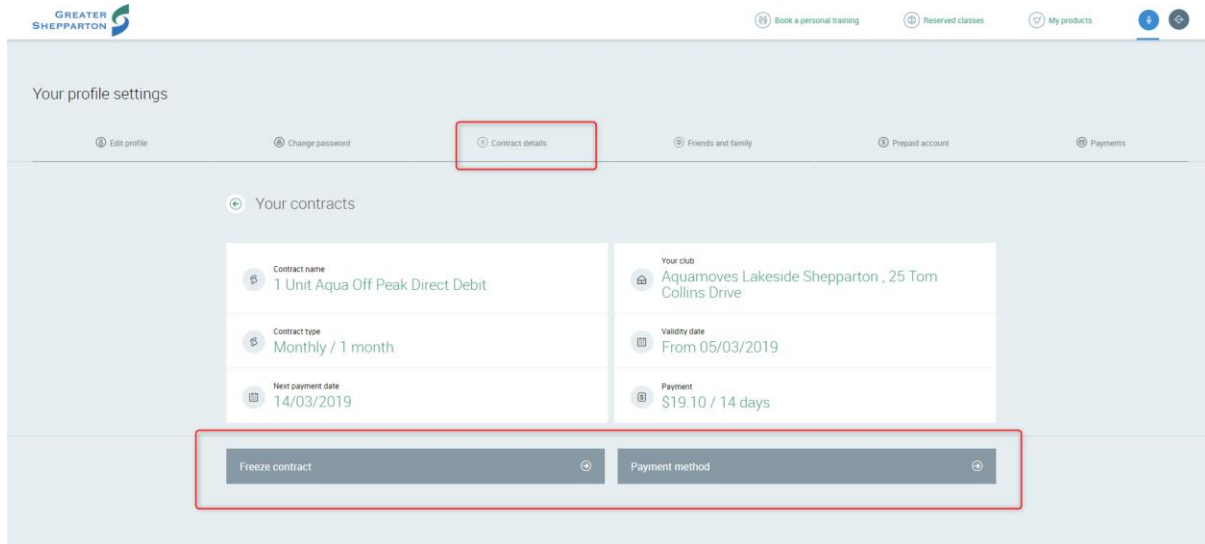 GREATER
SHEPPARTON
Book a personal training
Reserved classes
My products
Your profile settings
Edit profile
Change password
Contract details
Friends and family
Prepaid account
Payments
Your contracts
Contract name
1 Unit Aqua Off Peak Direct Debit
Your club
Aquamoves Lakeside Shepparton , 25 Tom
Collins Drive
Contract type
Monthly / 1 month
Validity date
From 05/03/2019
Next payment date
14/03/2019
Payment
$19.10 / 14 days
Freeze contract
Payment method